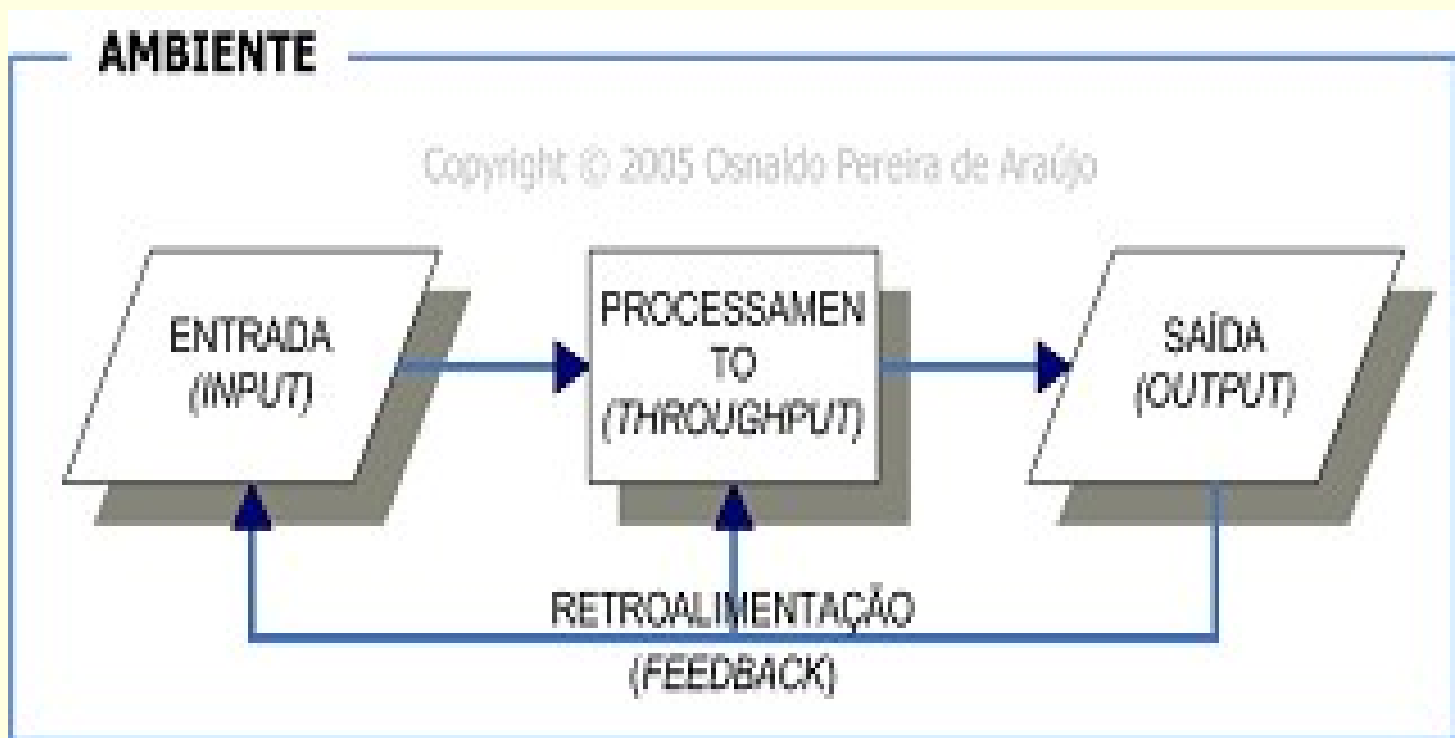 AMBIENTE
Copyright © 2005 Osnaldo Pereira de Araújo
ENTRADA
(INPUT)
PROCESSAMEN
TO
(THROUGHPUT)
SAÍDA
(OUTPUT)
RETROALIMENTAÇÃO
(FEEDBACK)